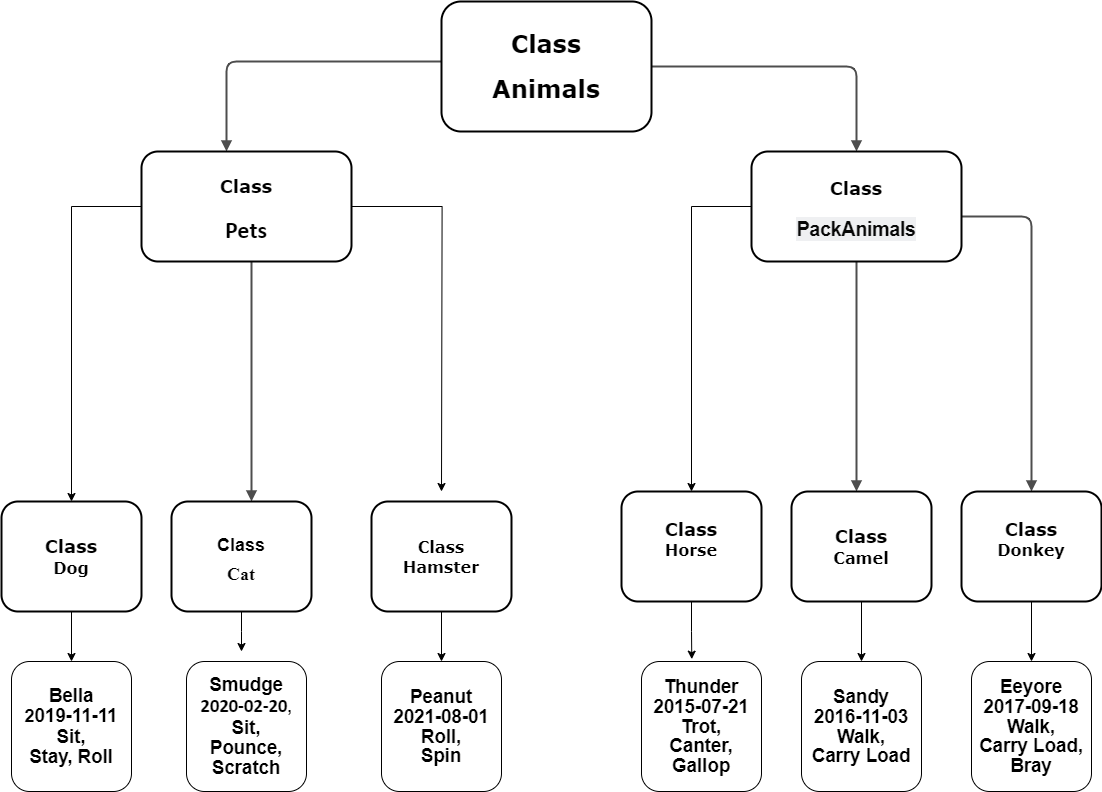 Class
Animals
Class
Pets
Class
PackAnimals
Class
Dog
Class
Cat
Class
Hamster
Class
Horse
Class
Camel
Class
Donkey
Bella
2019-11-11
Sit,
Stay, Roll
Smudge
2020-02-20,
Sit,
Pounce,
Scratch
Peanut
2021-08-01
Roll,
Spin
Thunder
2015-07-21
Trot,
Canter,
Gallop
Sandy
2016-11-03
Walk,
Carry Load
Eeyore
2017-09-18
Walk,
Carry Load,
Bray